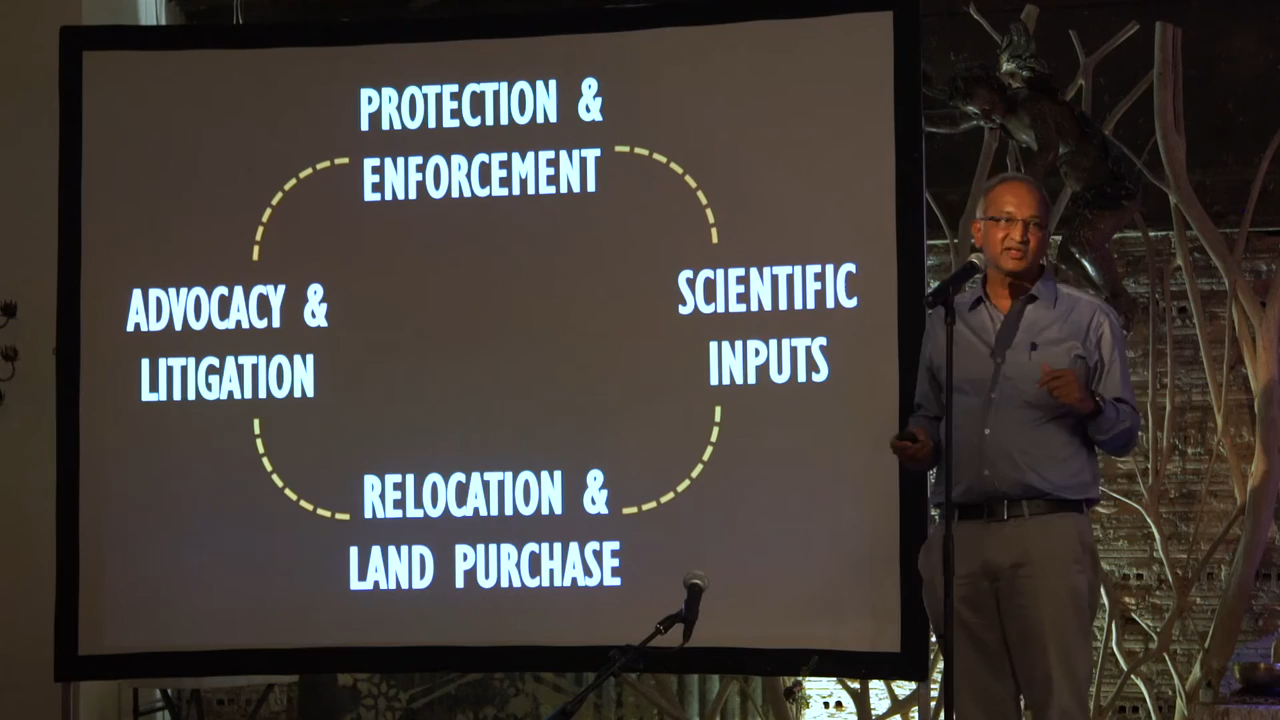 PROTECTION &
ENFORCEMENT
ADVOCACY &
LITIGATION
SCIENTIFIC
INPUTS
RELOCATION &
LAND PURCHASE